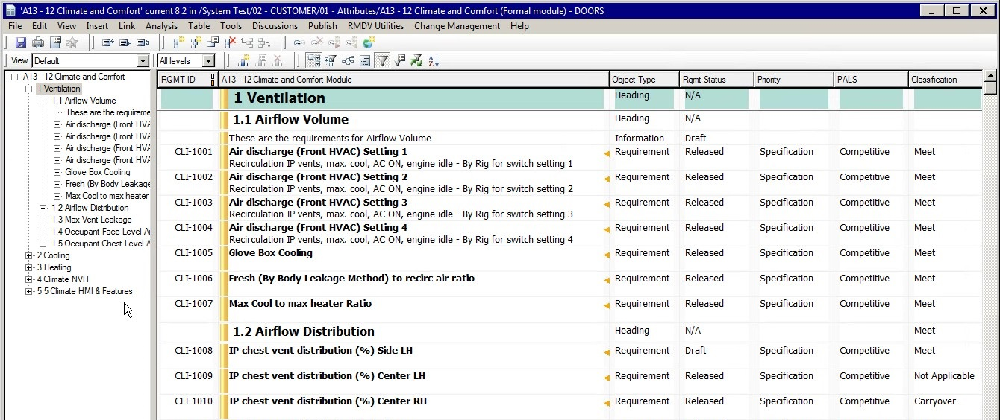 'A13 - 12 Climate and Comfort' current 8.2 in /System Test/02 - CUSTOMER/01 - Attributes/A13 - 12 Climate and Comfort (Formal module) - DOORS
File Edit View Insert Link Analysis Table Tools Discussions Publish RMDV Utilities Change Management Help
View Default All levels
A13 - 12 Climate and Comfort
1 Ventilation
1.1 Airflow Volume
These are the requireme
Air discharge (Front HVA
Air discharge (Front HVA
Air discharge (Front HVA
Air discharge (Front HVA
Glove Box Cooling
Fresh (By Body Leakage
Max Cool to max heater
1.2 Airflow Distribution
1.3 Max Vent Leakage
1.4 Occupant Face Level Ai
1.5 Occupant Chest Level A
2 Cooling
3 Heating
4 Climate NVH
5 5 Climate HMI & Features
RQMT ID A13 - 12 Climate and Comfort Module Object Type Rqmt Status Priority PALS Classification
1 Ventilation Heading N/A
1.1 Airflow Volume Heading N/A
These are the requirements for Airflow Volume Information Draft
CLI-1001 Air discharge (Front HVAC) Setting 1 Requirement Released Specification Competitive Meet
Recirculation IP vents, max. cool, AC ON, engine idle - By Rig for switch setting 1
CLI-1002 Air discharge (Front HVAC) Setting 2 Requirement Released Specification Competitive Meet
Recirculation IP vents, max. cool, AC ON, engine idle - By Rig for switch setting 2
CLI-1003 Air discharge (Front HVAC) Setting 3 Requirement Released Specification Competitive Meet
Recirculation IP vents, max. cool, AC ON, engine idle - By Rig for switch setting 3
CLI-1004 Air discharge (Front HVAC) Setting 4 Requirement Released Specification Competitive Meet
Recirculation IP vents, max. cool, AC ON, engine idle - By Rig for switch setting 4
CLI-1005 Glove Box Cooling Requirement Released Specification Competitive Meet
CLI-1006 Fresh (By Body Leakage Method) to recirc air ratio Requirement Released Specification Competitive Meet
CLI-1007 Max Cool to max heater Ratio Requirement Released Specification Competitive Meet
1.2 Airflow Distribution Heading N/A Meet
CLI-1008 IP chest vent distribution (%) Side LH Requirement Draft Specification Competitive Meet
CLI-1009 IP chest vent distribution (%) Center LH Requirement Released Specification Competitive Not Applicable
CLI-1010 IP chest vent distribution (%) Center RH Requirement Released Specification Competitive Carryover